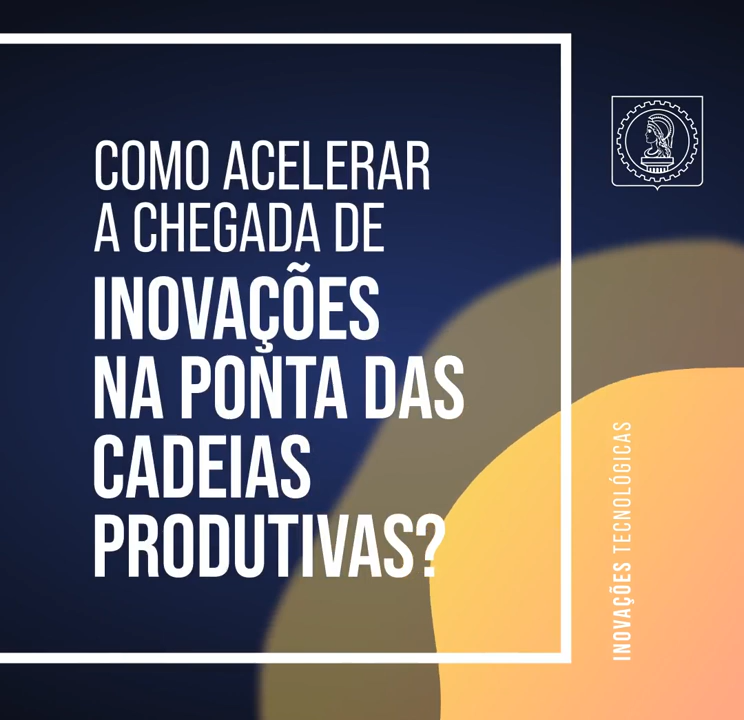 COMO ACELERAR
A CHEGADA DE
INOVAÇÕES
NA PONTA DAS
CADEIAS
PRODUTIVAS?
INOVAÇÕES TECNOLÓGICAS